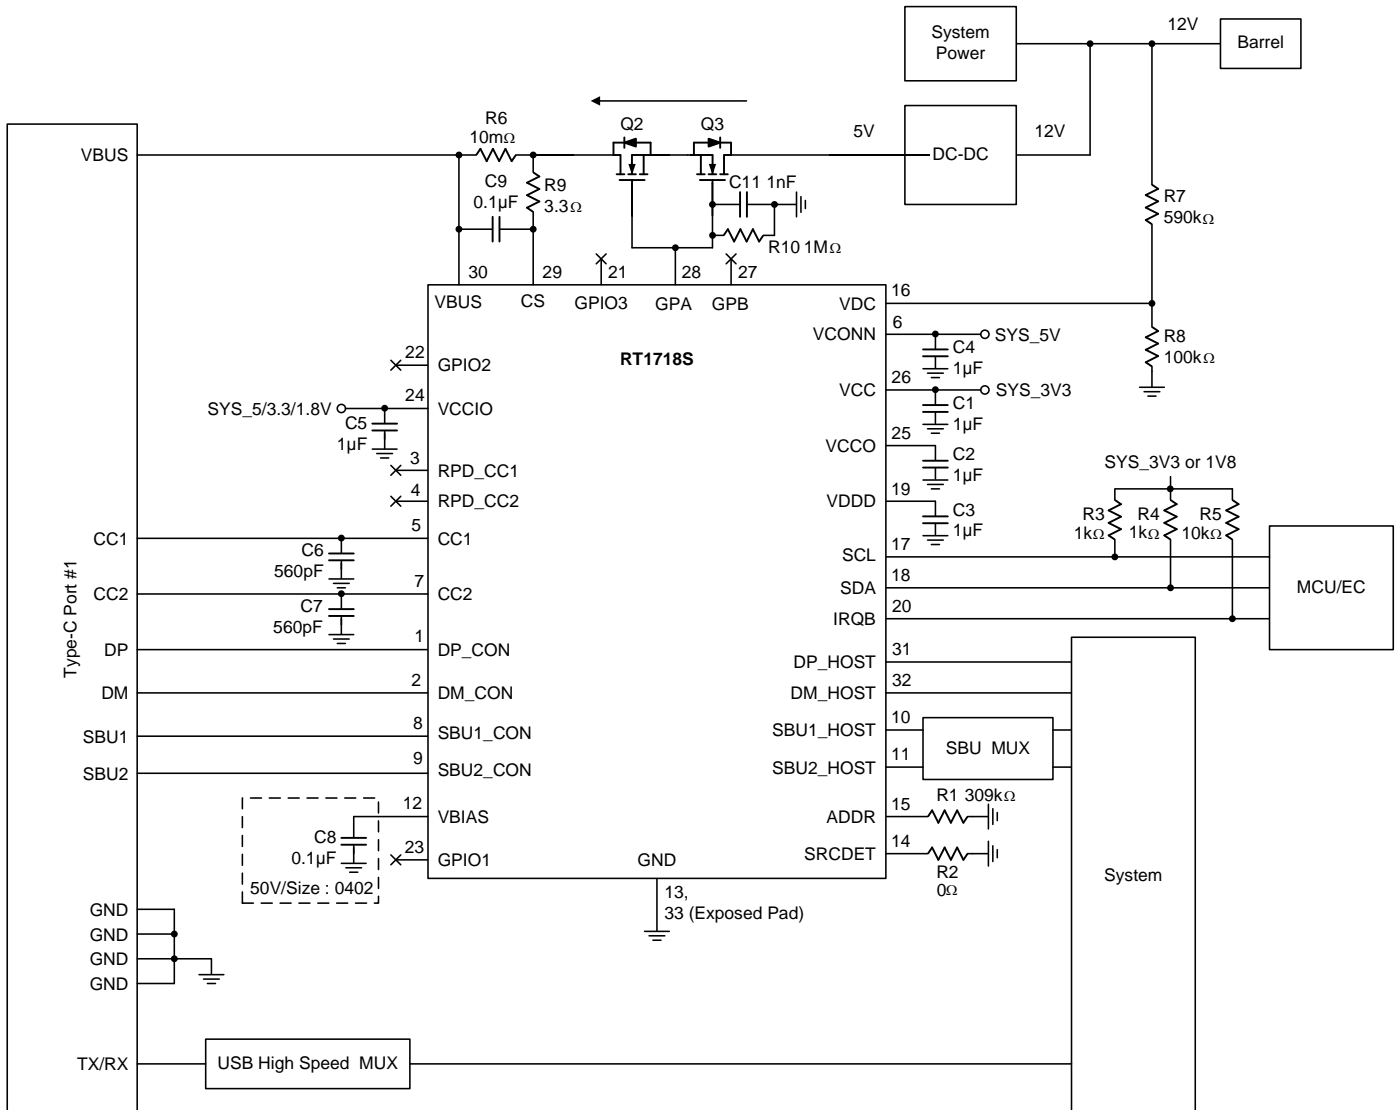 System
Power
12V
Barrel
DC-DC
5V
12V
R6
10mΩ
Q2
Q3
C9
0.1µF
R9
3.3Ω
C11 1nF
R10 1MΩ
R7
590kΩ
R8
100kΩ
Type-C Port #1
VBUS
CC1
CC2
DP
DM
SBU1
SBU2
GND
GND
GND
GND
TX/RX
30
29
21
28
27
VBUS
CS
GPIO3
GPA
GPB
RT1718S
22
GPIO2
SYS_5/3.3/1.8V
24
VCCIO
C5
1µF
3
RPD_CC1
4
RPD_CC2
5
CC1
C6
560pF
7
CC2
C7
560pF
1
DP_CON
2
DM_CON
8
SBU1_CON
9
SBU2_CON
12
VBIAS
C8
0.1µF
50V/Size : 0402
23
GPIO1
GND
13,
33 (Exposed Pad)
16
VDC
6
VCONN
SYS_5V
C4
1µF
26
VCC
SYS_3V3
C1
1µF
25
VCCO
C2
1µF
19
VDDD
C3
1µF
SYS_3V3 or 1V8
R3
1kΩ
R4
1kΩ
R5
10kΩ
17
SCL
18
SDA
20
IRQB
MCU/EC
31
DP_HOST
32
DM_HOST
10
SBU1_HOST
11
SBU2_HOST
SBU MUX
15
ADDR
R1 309kΩ
14
SRCDET
R2
0Ω
System
USB High Speed MUX